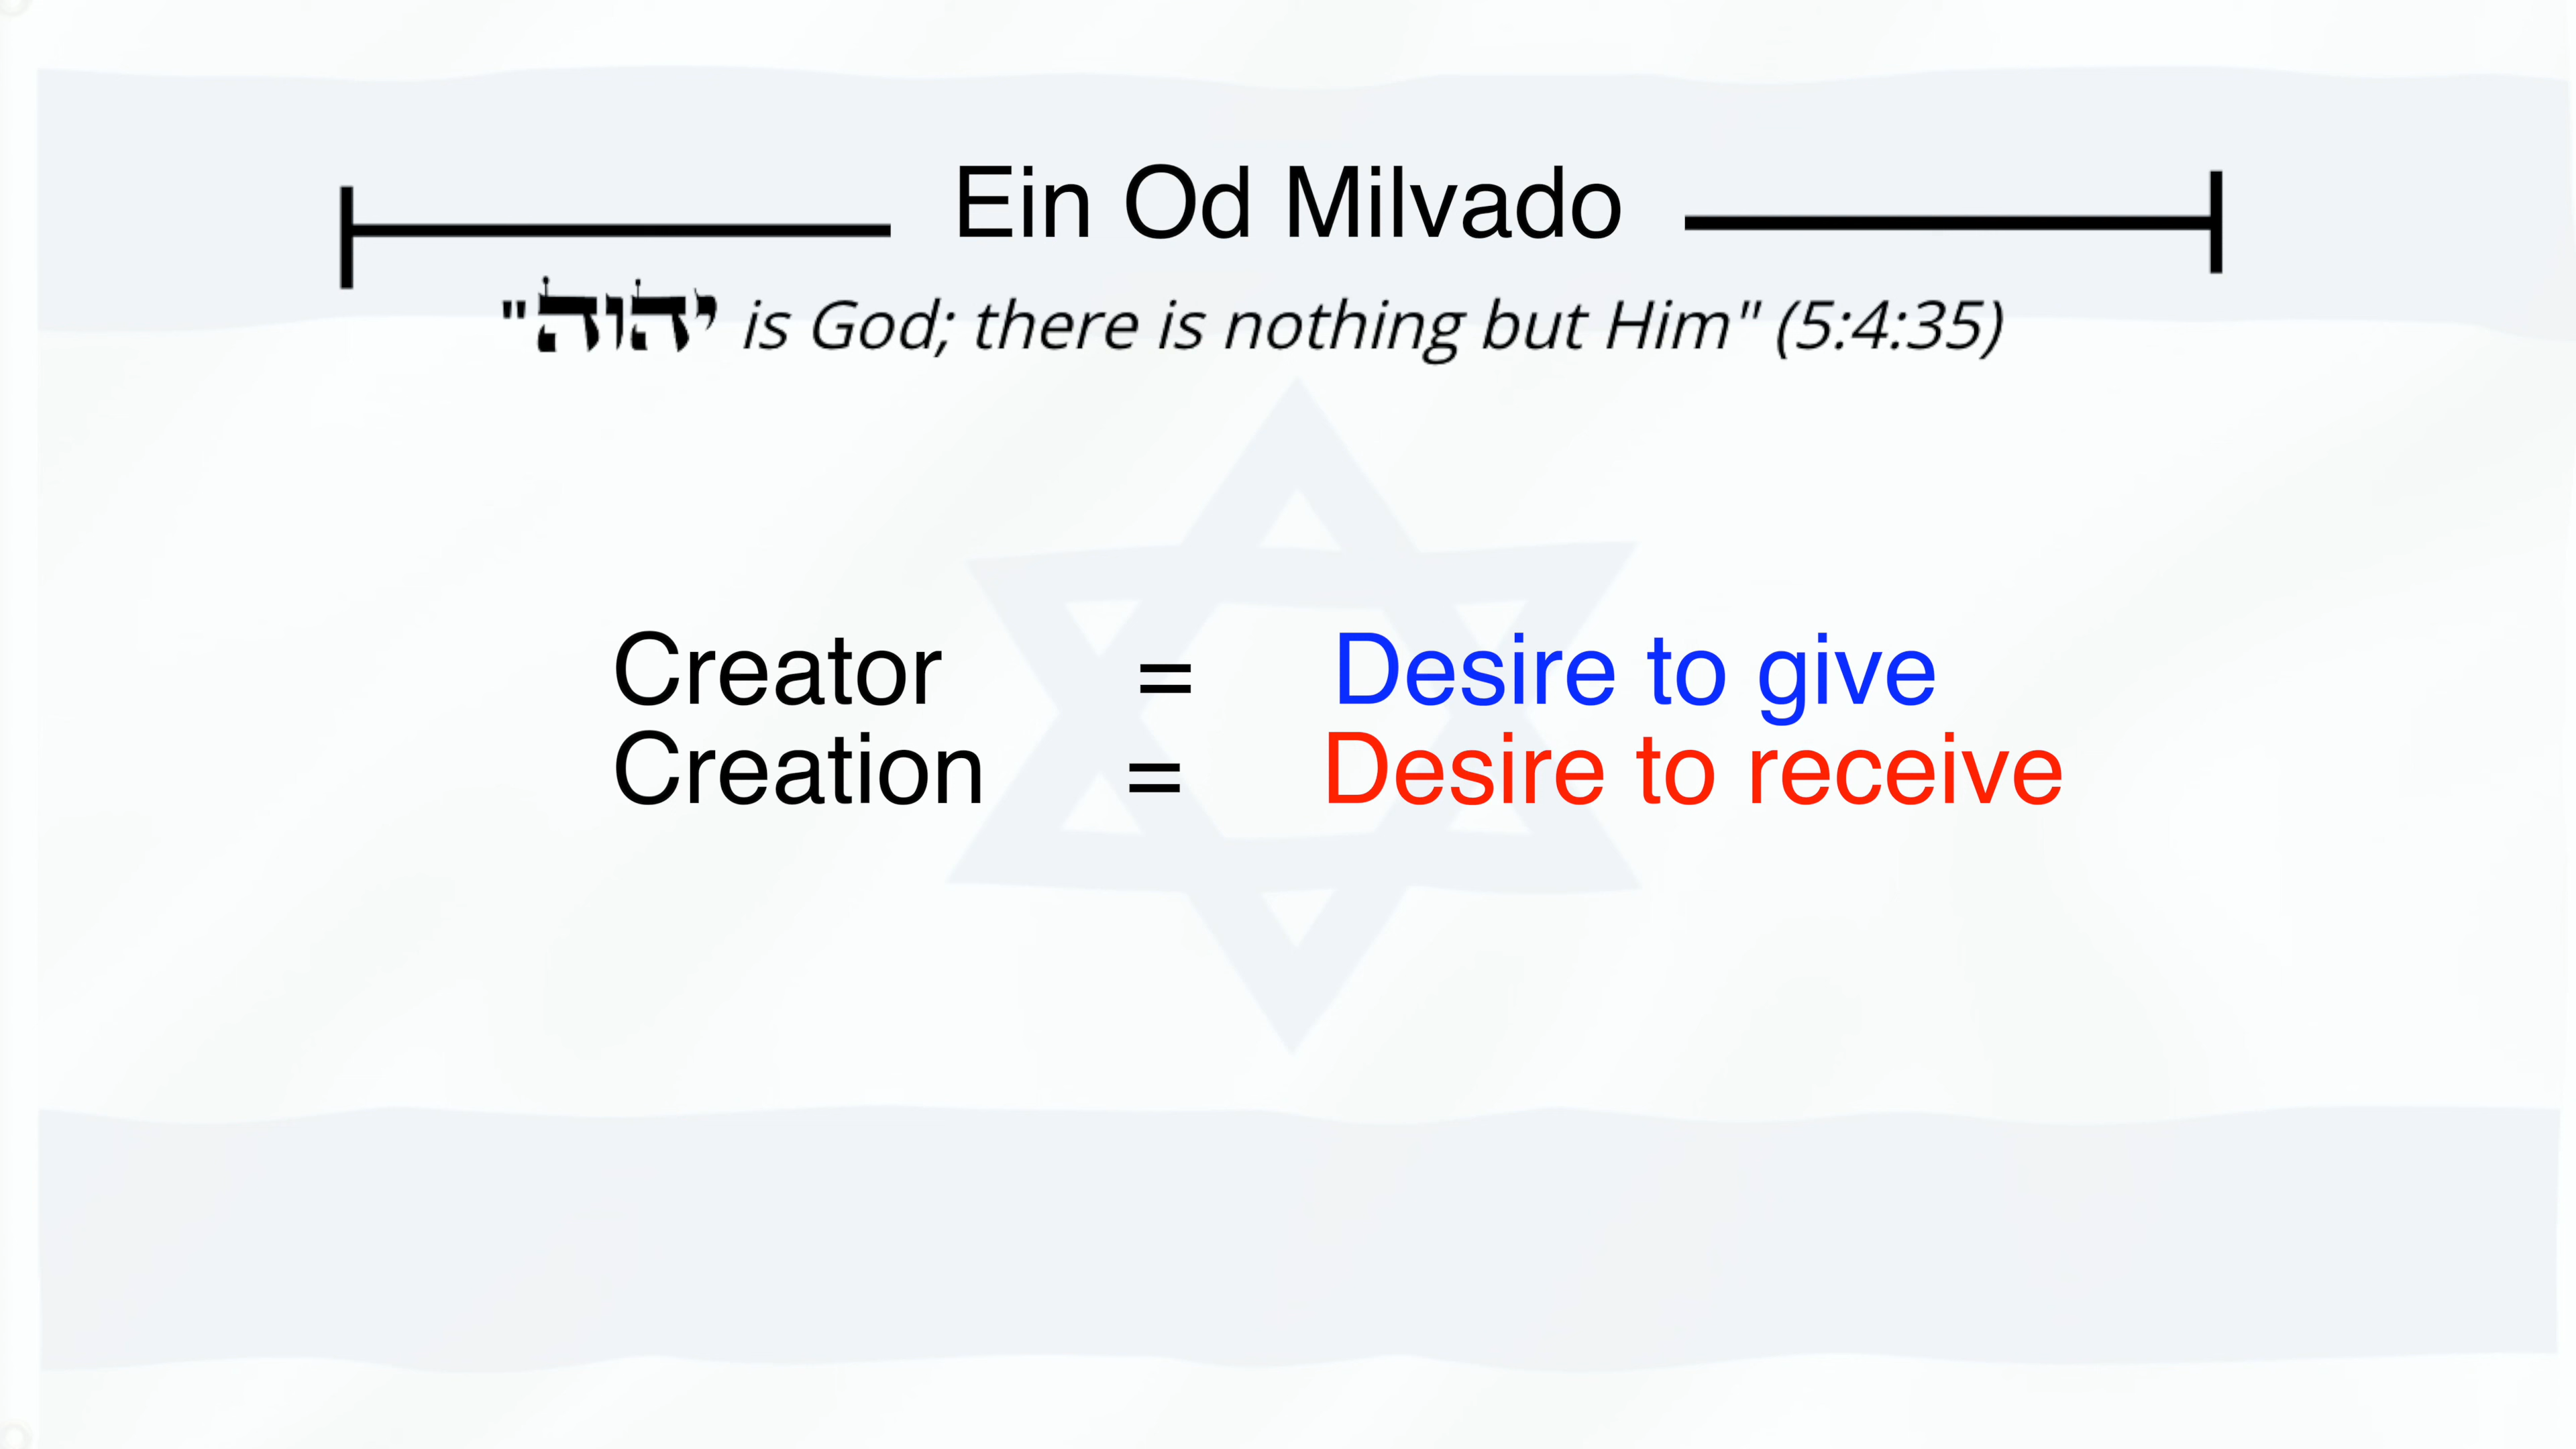 Ein Od Milvado
"יהוה is God; there is nothing but Him" (5:4:35)
Creator = Desire to give
Creation = Desire to receive